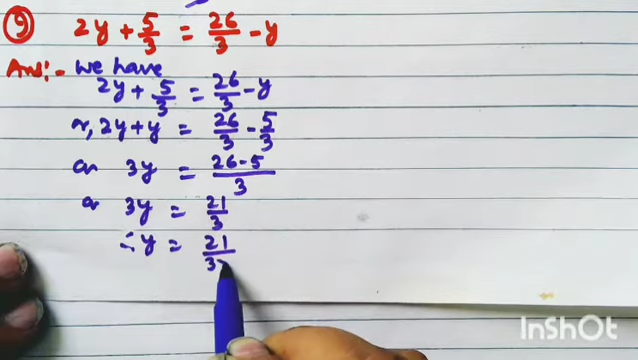 9 2y + 5/3 = 26/3 - y
Ans:- We have
2y + 5/3 = 26/3 - y
or, 2y + y = 26/3 - 5/3
or 3y = 26 - 5/3
or 3y = 21/3
∴ y = 21/3
InShOt